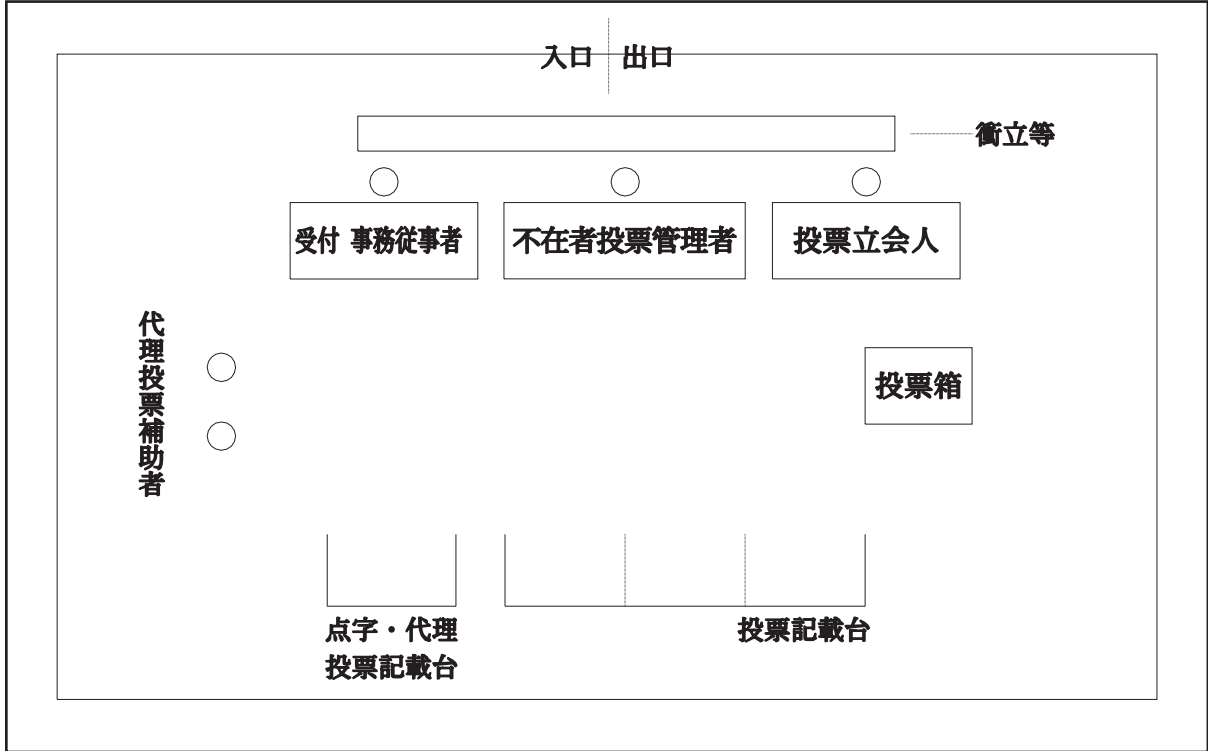 入口 出口
衝立等
受付 事務従事者
不在者投票管理者
投票立会人
代理投票補助者
投票箱
点字・代理
投票記載台
投票記載台